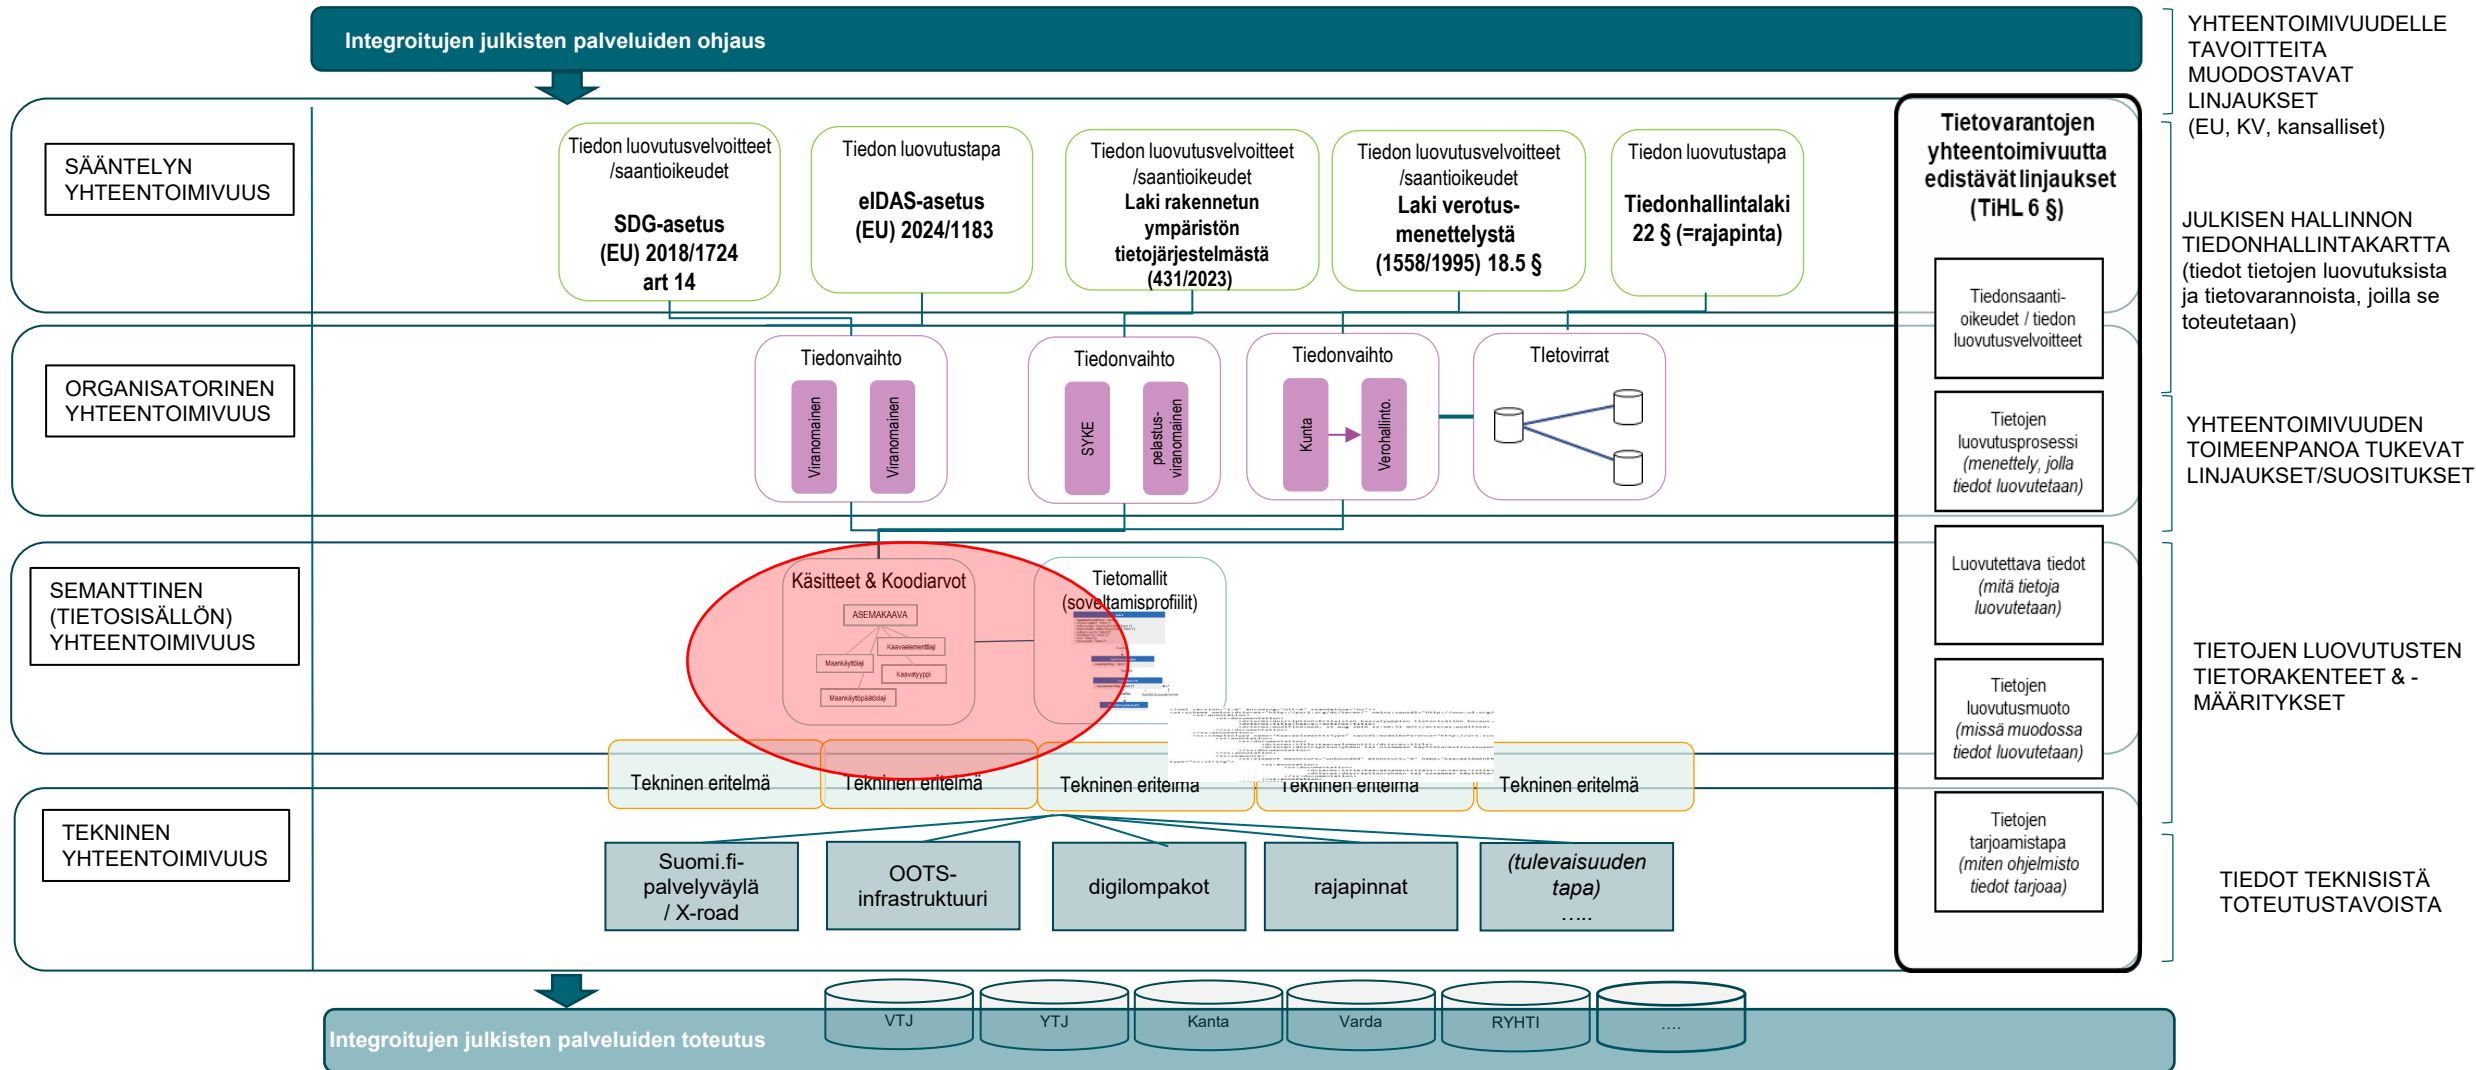 Integroitujen julkisten palveluiden ohjaus
YHTEENTOIMIVUUDELLE
TAVOITTEITA
MUODOSTAVAT
LINJAUKSET
(EU, KV, kansalliset)
SÄÄNTELYN
YHTEENTOIMIVUUS
Tiedon luovutusvelvoitteet
/saantioikeudet
SDG-asetus
(EU) 2018/1724
art 14
Tiedon luovutustapa
eIDAS-asetus
(EU) 2024/1183
Tiedon luovutusvelvoitteet
/saantioikeudet
Laki rakennetun
ympäristön
tietojärjestelmästä
(431/2023)
Tiedon luovutusvelvoitteet
/saantioikeudet
Laki verotus-
menettelystä
(1558/1995) 18.5 §
Tiedon luovutustapa
Tiedonhallintalaki
22 § (=rajapinta)
Tietovarantojen
yhteentoimivuutta
edistävät linjaukset
(TiHL 6 §)
Tiedonsaanti-
oikeudet / tiedon
luovutusvelvoitteet
JULKISEN HALLINNON
TIEDONHALLINTAKARTTA
(tiedot tietojen luovutuksista
ja tietovarannoista, joilla se
toteutetaan)
ORGANISATORINEN
YHTEENTOIMIVUUS
Tiedonvaihto
Viranomainen
Viranomainen
Tiedonvaihto
SYKE
pelastus-
viranomainen
Tiedonvaihto
Kunta
Verohallinto.
TIetovirrat
Tietojen
luovutusprosessi
(menettely, jolla
tiedot luovutetaan)
YHTEENTOIMIVUUDEN
TOIMEENPANOA TUKEVAT
LINJAUKSET/SUOSITUKSET
SEMANTTINEN
(TIETOSISÄLLÖN)
YHTEENTOIMIVUUS
Käsitteet & Koodiarvot
ASEMAKAAVA
Kaavaelementtilaji
Maankäyttölaji
Kaavatyyppi
Maankäyttöpäätöslaji
Tietomallit
(soveltamisprofiilit)
Luovutettava tiedot
(mitä tietoja
luovutetaan)
Tietojen
luovutusmuoto
(missä muodossa
tiedot luovutetaan)
TIETOJEN LUOVUTUSTEN
TIETORAKENTEET & -
MÄÄRITYKSET
Tekninen eritelmä
Tekninen eritelmä
Tekninen eritelmä
Tekninen eritelmä
Tekninen eritelmä
TEKNINEN
YHTEENTOIMIVUUS
Suomi.fi-
palvelyväylä
/ X-road
OOTS-
infrastruktuuri
digilompakot
rajapinnat
(tulevaisuuden
tapa)
.....
Tietojen
tarjoamistapa
(miten ohjelmisto
tiedot tarjoaa)
TIEDOT TEKNISISTÄ
TOTEUTUSTAVOISTA
Integroitujen julkisten palveluiden toteutus
VTJ
YTJ
Kanta
Varda
RYHTI
....